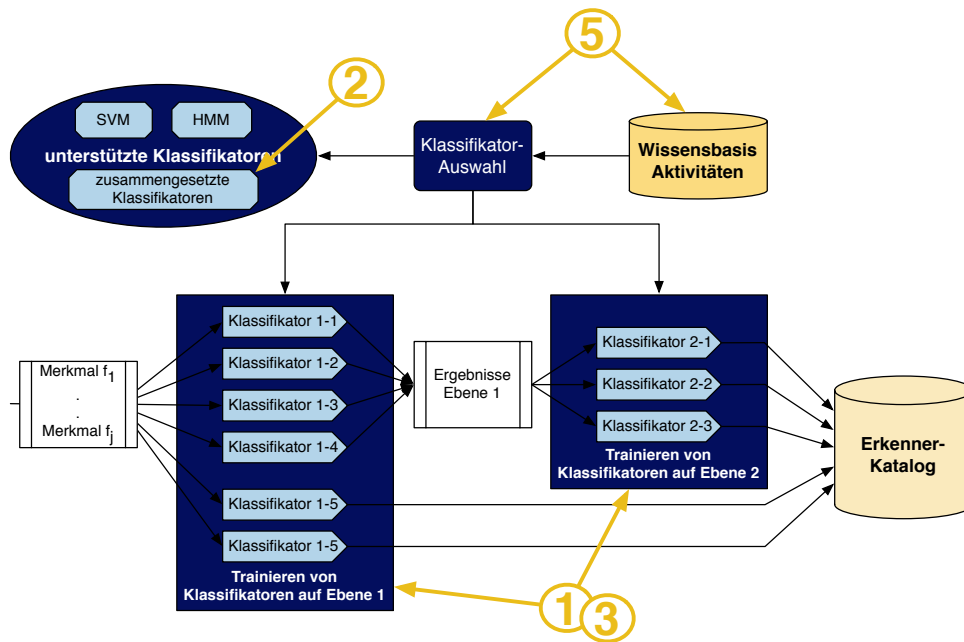 5
2
SVM
HMM
unterstützte Klassifikatoren
zusammengesetzte
Klassifikatoren
Klassifikator-
Auswahl
Wissensbasis
Aktivitäten
Merkmal f1
.
.
Merkmal fj
Klassifikator 1-1
Klassifikator 1-2
Klassifikator 1-3
Klassifikator 1-4
Klassifikator 1-5
Klassifikator 1-5
Trainieren von
Klassifikatoren auf Ebene 1
Ergebnisse
Ebene 1
Klassifikator 2-1
Klassifikator 2-2
Klassifikator 2-3
Trainieren von
Klassifikatoren auf Ebene 2
Erkenner-
Katalog
1
3